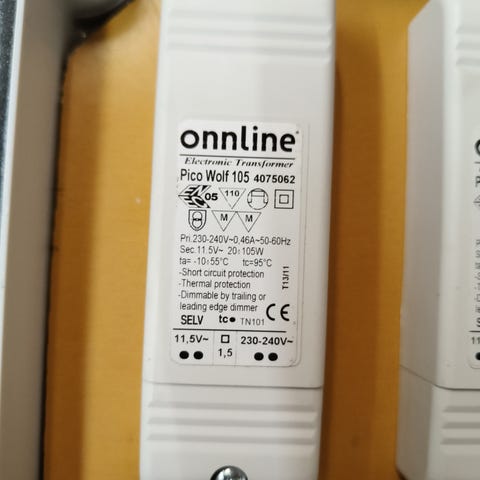 onnline®
Electronic Transformer
Pico Wolf 105 4075062
05 110
M M
Pri.230-240V~0,46A~50-60Hz
Sec.11.5V~ 20÷105W
ta= -10÷55°C tc=95°C
-Short circuit protection
-Thermal protection
-Dimmable by trailing or
leading edge dimmer
T13/11
CE
SELV tc● TN101
11,5V~ 1,5 230-240V~